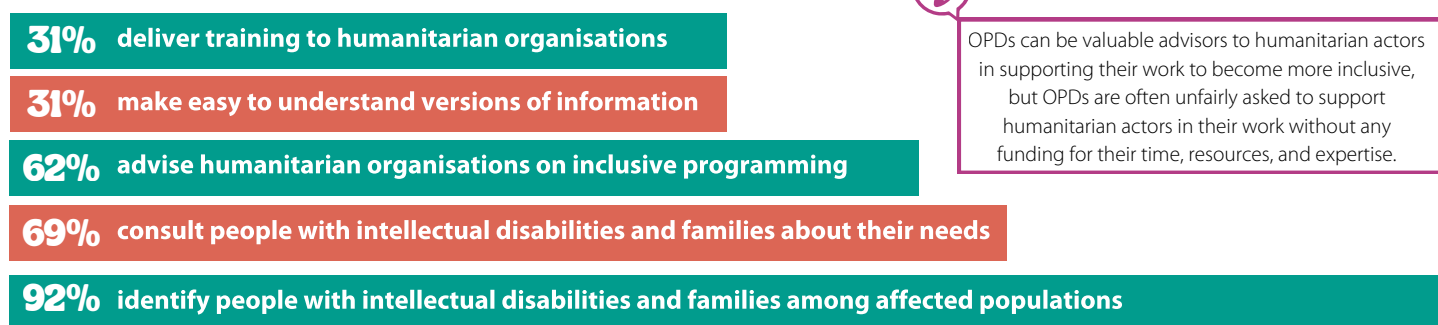 31% deliver training to humanitarian organisations
31% make easy to understand versions of information
62% advise humanitarian organisations on inclusive programming
69% consult people with intellectual disabilities and families about their needs
92% identify people with intellectual disabilities and families among affected populations
OPDs can be valuable advisors to humanitarian actors
in supporting their work to become more inclusive,
but OPDs are often unfairly asked to support
humanitarian actors in their work without any
funding for their time, resources, and expertise.